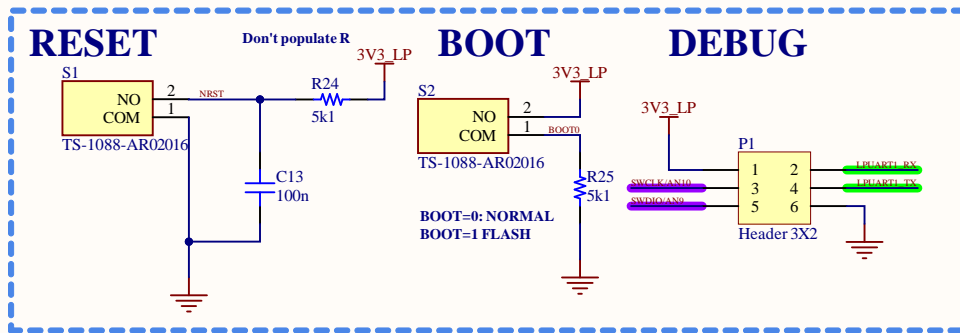 RESET
Don't populate R
BOOT
DEBUG
S1
NO
COM
2
1
TS-1088-AR02016
NRST
R24
5k1
3V3_LP
C13
100n
S2
NO
COM
2
1
TS-1088-AR02016
3V3_LP
BOOT0
R25
5k1
BOOT=0: NORMAL
BOOT=1 FLASH
3V3_LP
P1
1 2
3 4
5 6
Header 3X2
SWCLK/AN10
SWDIO/AN9
LPUART1_RX
LPUART1_TX